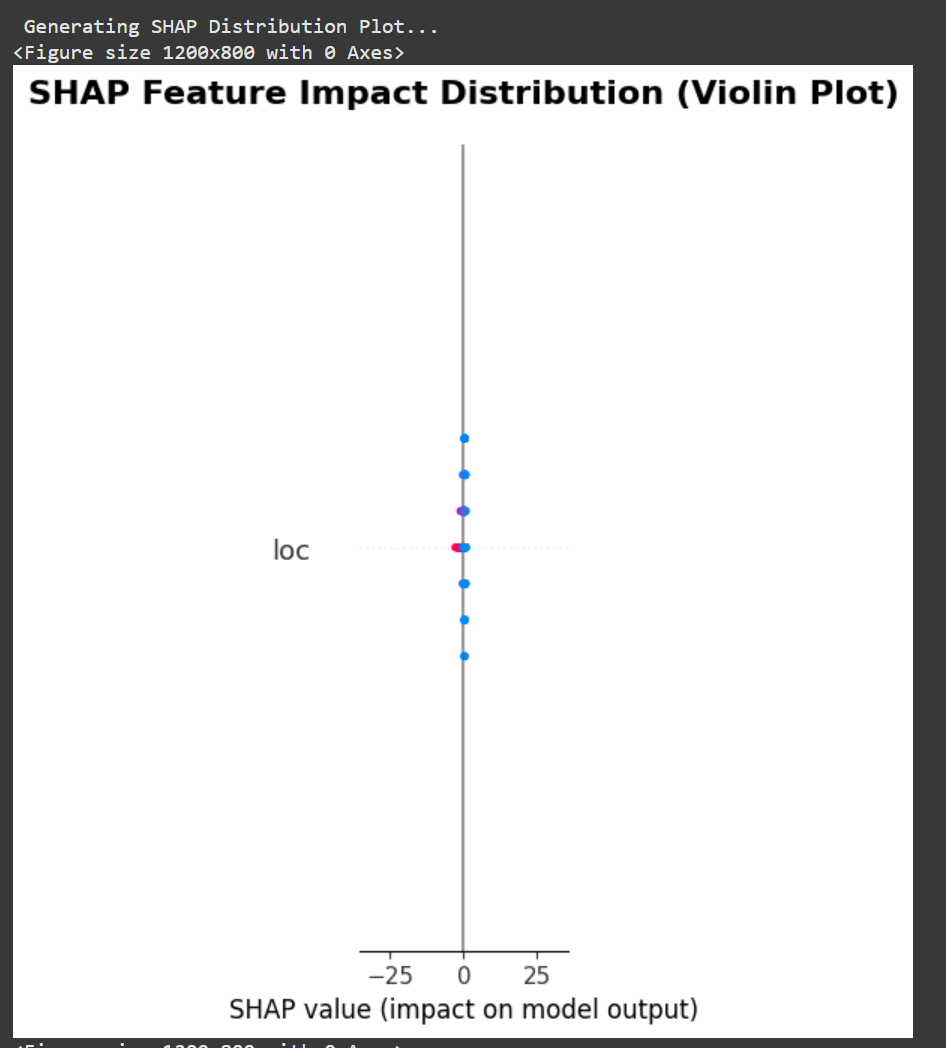 Generating SHAP Distribution Plot...
<Figure size 1200x800 with 0 Axes>
SHAP Feature Impact Distribution (Violin Plot)
loc
−25 0 25
SHAP value (impact on model output)